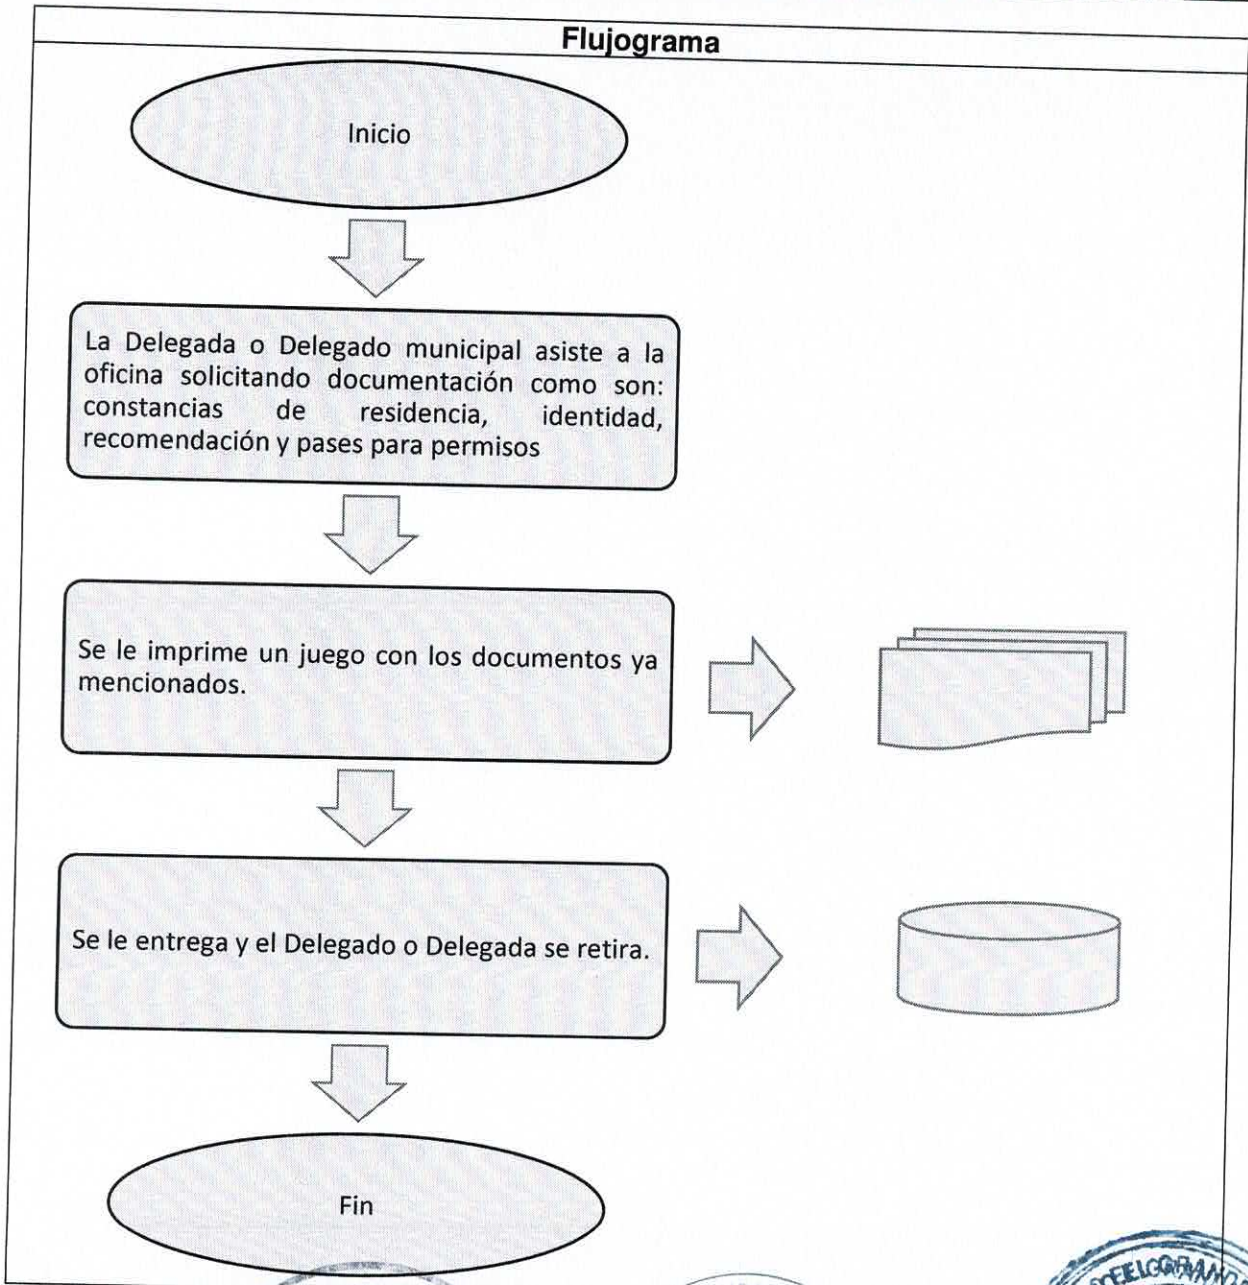 Flujograma
Inicio
La Delegada o Delegado municipal asiste a la
oficina solicitando documentación como son:
constancias de residencia, identidad,
recomendación y pases para permisos
Se le imprime un juego con los documentos ya
mencionados.
Se le entrega y el Delegado o Delegada se retira.
Fin